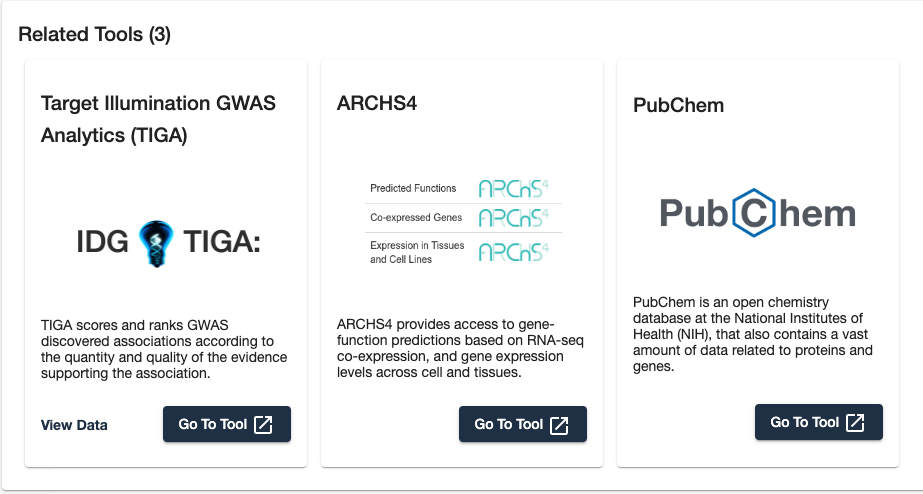 Related Tools (3)
Target Illumination GWAS
Analytics (TIGA)
IDG TIGA:
TIGA scores and ranks GWAS
discovered associations according to
the quantity and quality of the evidence
supporting the association.
View Data
Go To Tool
ARCHS4
Predicted Functions ARCHS4
Co-expressed Genes ARCHS4
Expression in Tissues
and Cell Lines ARCHS4
ARCHS4 provides access to gene-
function predictions based on RNA-seq
co-expression, and gene expression
levels across cell and tissues.
Go To Tool
PubChem
PubChem
PubChem is an open chemistry
database at the National Institutes of
Health (NIH), that also contains a vast
amount of data related to proteins and
genes.
Go To Tool